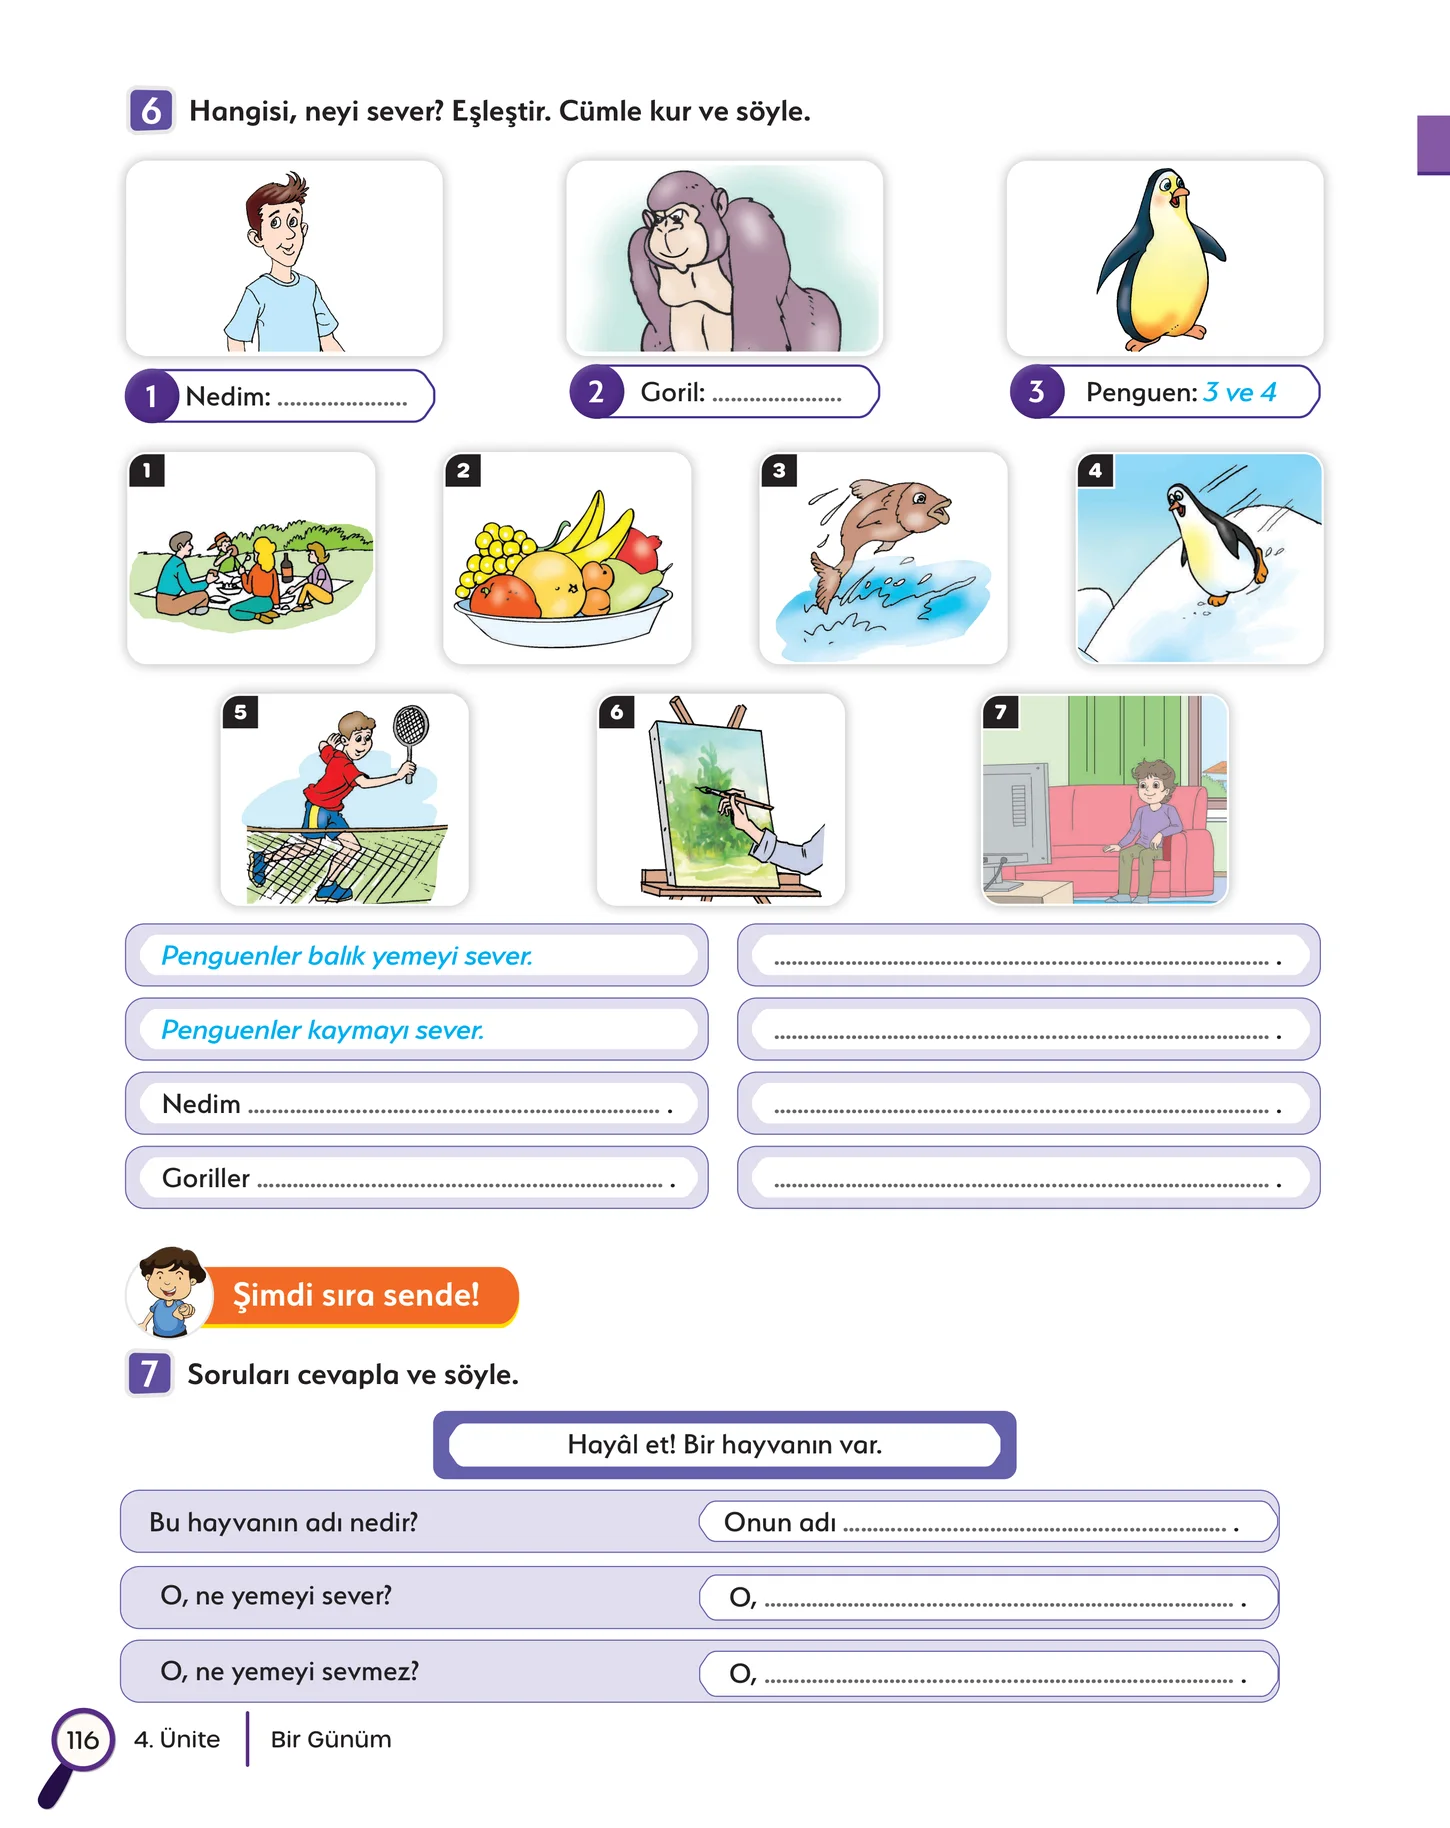 6 Hangisi, neyi sever? Eşleştir. Cümle kur ve söyle.
1 Nedim: .....................
2 Goril: .....................
3 Penguen: 3 ve 4
1
2
3
4
5
6
7
Penguenler balık yemeyi sever.
.................................................................................... .
Penguenler kaymayı sever.
.................................................................................... .
Nedim ...................................................................... .
.................................................................................... .
Goriller ..................................................................... .
.................................................................................... .
Şimdi sıra sende!
7 Soruları cevapla ve söyle.
Hayâl et! Bir hayvanın var.
Bu hayvanın adı nedir?
Onun adı ................................................................. .
O, ne yemeyi sever?
O, ................................................................................ .
O, ne yemeyi sevmez?
O, ................................................................................ .
116 4. Ünite Bir Günüm